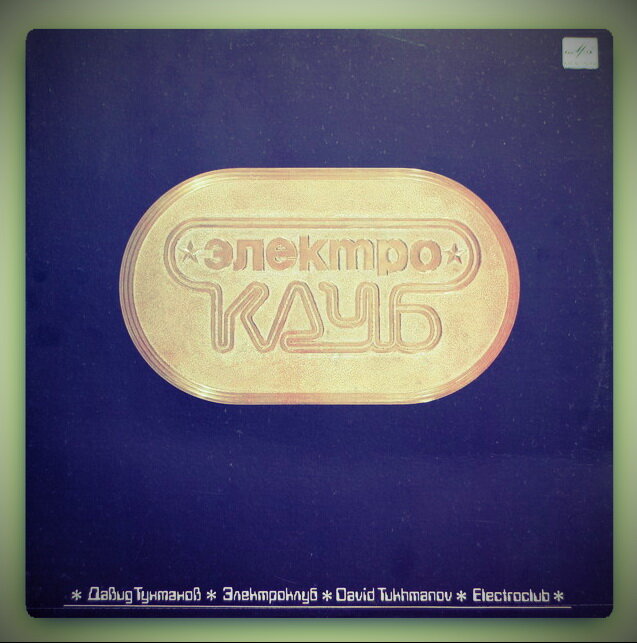 ★ электро ★
КЛУБ
* Давид Тухманов * Электроклуб * David Tukhmanov * Electroclub *